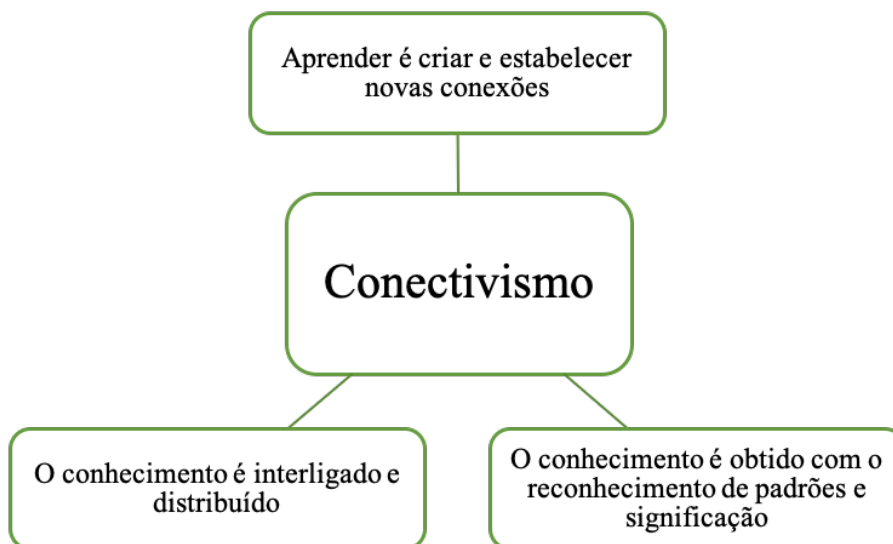 Aprender é criar e estabelecer
novas conexões
Conectivismo
O conhecimento é interligado e
distribuído
O conhecimento é obtido com o
reconhecimento de padrões e
significação